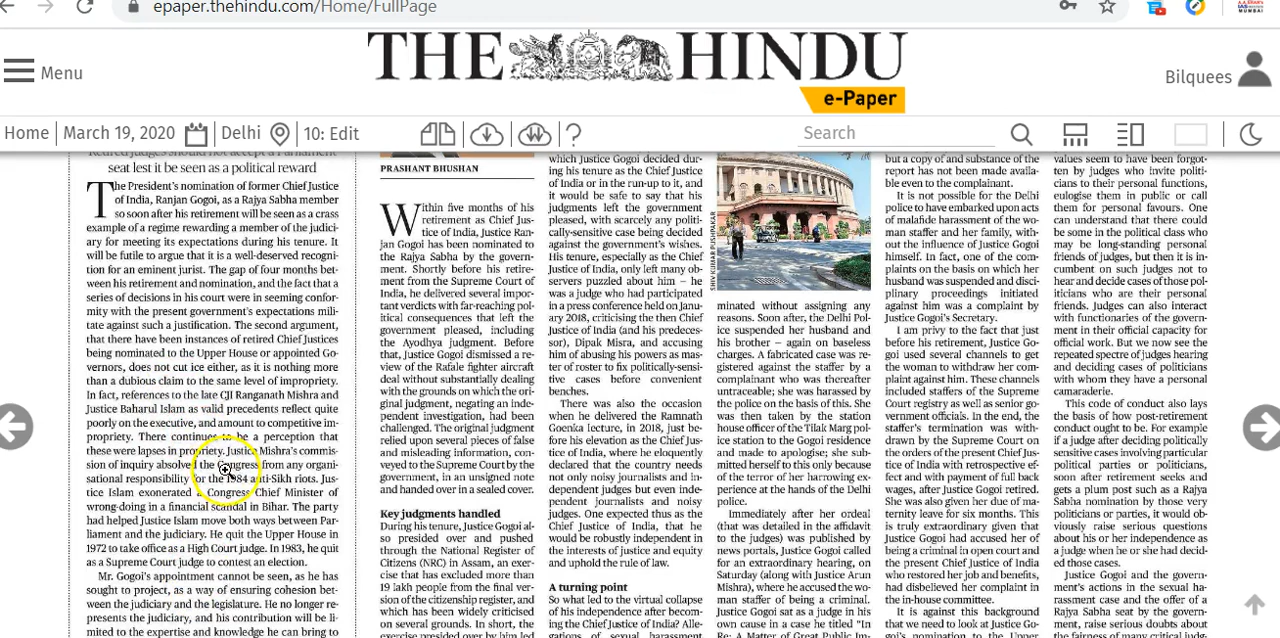 epaper.thehindu.com/Home/FullPage
Menu
THE HINDU
e-Paper
Bilquees
Home
March 19, 2020
Delhi
10: Edit
?
Search
Retired judges should not accept a Parliament
seat lest it be seen as a political reward
The President's nomination of former Chief Justice
of India, Ranjan Gogoi, as a Rajya Sabha member
so soon after his retirement will be seen as a crass
example of a regime rewarding a member of the judici-
ary for meeting its expectations during his tenure. It
will be futile to argue that it is a well-deserved recogni-
tion for an eminent jurist. The gap of four months bet-
ween his retirement and nomination, and the fact that a
series of decisions in his court were in seeming confor-
mity with the present government's expectations mili-
tate against such a justification. The second argument,
that there have been instances of retired Chief Justices
being nominated to the Upper House or appointed Go-
vernors, does not cut ice either, as it is nothing more
than a dubious claim to the same level of impropriety.
In fact, references to the late CJI Ranganath Mishra and
Justice Baharul Islam as valid precedents reflect quite
poorly on the executive, and amount to competitive im-
propriety. There continues to be a perception that
these were lapses in propriety. Justice Mishra's commis-
sion of inquiry absolved the Congress from any organi-
sational responsibility for the 1984 anti-Sikh riots. Jus-
tice Islam exonerated a Congress Chief Minister of
wrong-doing in a financial scandal in Bihar. The party
had helped Justice Islam move both ways between Par-
liament and the judiciary. He quit the Upper House in
1972 to take office as a High Court judge. In 1983, he quit
as a Supreme Court judge to contest an election.
Mr. Gogoi's appointment cannot be seen, as he has
sought to project, as a way of ensuring cohesion bet-
ween the judiciary and the legislature. He no longer re-
presents the judiciary, and his contribution will be li-
mited to the expertise and knowledge he can bring to
PRASHANT BHUSHAN
Within five months of his
retirement as Chief Jus-
tice of India, Justice Ran-
jan Gogoi has been nominated to
the Rajya Sabha by the govern-
ment. Shortly before his retire-
ment from the Supreme Court of
India, he delivered several impor-
tant verdicts with far-reaching pol-
itical consequences that left the
government pleased, including
the Ayodhya judgment. Before
that, Justice Gogoi dismissed a re-
view of the Rafale fighter aircraft
deal without substantially dealing
with the grounds on which the ori-
ginal judgment, negating an inde-
pendent investigation, had been
challenged. The original judgment
relied upon several pieces of false
and misleading information, con-
veyed to the Supreme Court by the
government, in an unsigned note
and handed over in a sealed cover.
Key judgments handled
During his tenure, Justice Gogoi al-
so presided over and pushed
through the National Register of
Citizens (NRC) in Assam, an exer-
cise that has excluded more than
19 lakh people from the final ver-
sion of the citizenship register, and
which has been widely criticised
on several grounds. In short, the
exercise presided over by him led
which Justice Gogoi decided dur-
ing his tenure as the Chief Justice
of India or in the run-up to it, and
it would be safe to say that his
judgments left the government
pleased, with scarcely any politi-
cally-sensitive case being decided
against the government's wishes.
His tenure, especially as the Chief
Justice of India, only left many ob-
servers puzzled about him – he
was a judge who had participated
in a press conference held on Janu-
ary 2018, criticising the then Chief
Justice of India (and his predeces-
sor), Dipak Misra, and accusing
him of abusing his powers as mas-
ter of roster to fix politically-sensi-
tive cases before convenient
benches.
There was also the occasion
when he delivered the Ramnath
Goenka lecture, in 2018, just be-
fore his elevation as the Chief Jus-
tice, where he eloquently
declared that the country needs
not only noisy journalists and in-
dependent judges but even inde-
pendent journalists and noisy
judges. One expected thus as the
Chief Justice of India, that he
would be robustly independent in
the interests of justice and equity
and uphold the rule of law.
A turning point
So what led to the virtual collapse
of his independence after becom-
ing the Chief Justice of India? Alle-
gations of sexual harassment
SHIV KUMAR PUSHPAKAR
minated without assigning any
reasons. Soon after, the Delhi Pol-
ice suspended her husband and
his brother – again on baseless
charges. A fabricated case was re-
gistered against the staffer by a
complainant who was thereafter
untraceable; she was harassed by
the police on the basis of this. She
was then taken by the station
house officer of the Tilak Marg pol-
ice station to the Gogoi residence
and made to apologise; she sub-
mitted herself to this only because
of the terror of her harrowing ex-
perience at the hands of the Delhi
police.
Immediately after her affidavit
(that was detailed in the affidavit
to the judges) was published by
news portals, Justice Gogoi called
for an extraordinary hearing, on
Saturday (along with Justice Arun
Mishra), where he accused the wo-
man staffer of being a criminal.
Justice Gogoi sat as a judge in his
own cause in a case he titled "In
Re: A Matter of Great Public Im-
but a copy of and substance of the
report has not been made availa-
ble even to the complainant.
It is not possible for the Delhi
police to have embarked upon acts
of malafide harassment of the wo-
man staffer and her family, with-
out the influence of Justice Gogoi
himself. In fact, one of the com-
plaints on the basis on which her
husband was suspended and disci-
plinary proceedings initiated
against him was a complaint by
Justice Gogoi's Secretary.
I am privy to the fact that just
before his retirement, Justice Go-
goi used several channels to get
the woman to withdraw her com-
plaint against him. These channels
included staffers of the Supreme
Court registry as well as senior go-
vernment officials. In the end, the
staffer's termination was with-
drawn by the Supreme Court on
orders of the present Chief Justice
of India with retrospective ef-
fect and with payment of full back
wages, after Justice Gogoi retired.
She was also given her due of ma-
ternity leave for six months. This
is truly extraordinary given that
Justice Gogoi had accused her of
being a criminal in open court and
the present Chief Justice of India
who restored her job and benefits,
had disbelieved her complaint in
the in-house committee.
It is against this background
that we need to look at Justice Go-
goi's nomination to the Upper
values seem to have been forgot-
ten by judges who invite politi-
cians to their personal functions,
eulogise them in public or call
them for personal favours. One
can understand that there could
be some in the political class who
may be long-standing personal
friends of judges, but then it is in-
cumbent on such judges not to
hear and decide cases of those pol-
iticians who are their personal
friends. Judges can also interact
with functionaries of the govern-
ment in their official capacity for
official work. But we now see the
repeated spectre of judges hearing
and deciding cases of politicians
with whom they have a personal
camaraderie.
This code of conduct also lays
the basis of how post-retirement
conduct ought to be. For example
if a judge after deciding politically
sensitive cases involving particular
political parties or politicians,
soon after retirement seeks and
gets a plum post such as a Rajya
Sabha nomination by those very
politicians or parties, it would ob-
viously raise serious questions
about his or her independence as
a judge when he or she had decid-
ed those cases.
Justice Gogoi and the govern-
ment's actions in the sexual ha-
rassment case and the offer of a
Rajya Sabha seat by the govern-
ment, raise serious doubts about
the fairness of many critical judg-